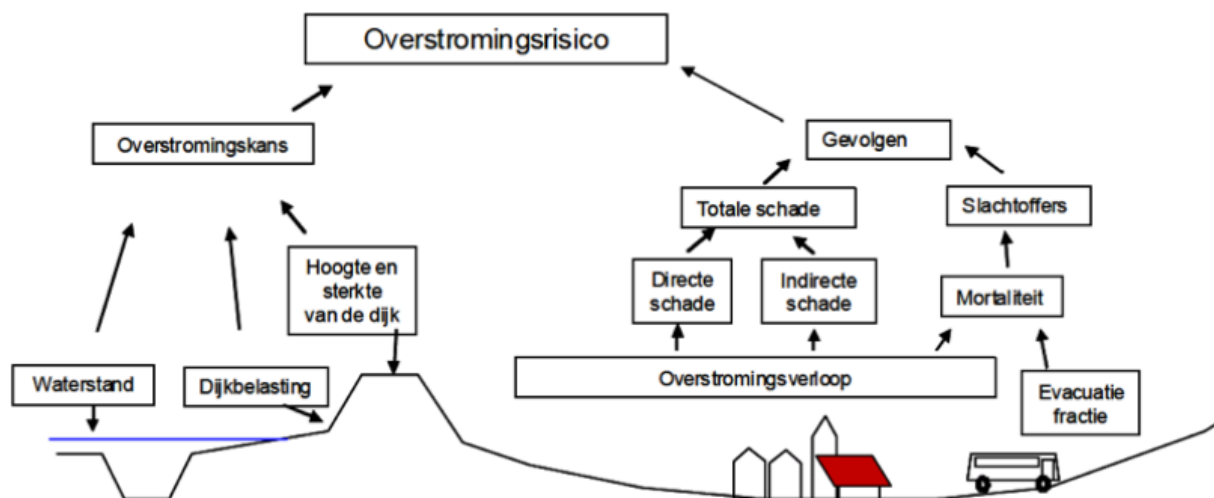 Overstromingsrisico
Overstromingskans
Gevolgen
Totale schade
Slachtoffers
Hoogte en
sterkte
van de dijk
Directe
schade
Indirecte
schade
Mortaliteit
Waterstand
Dijkbelasting
Overstromingsverloop
Evacuatie
fractie